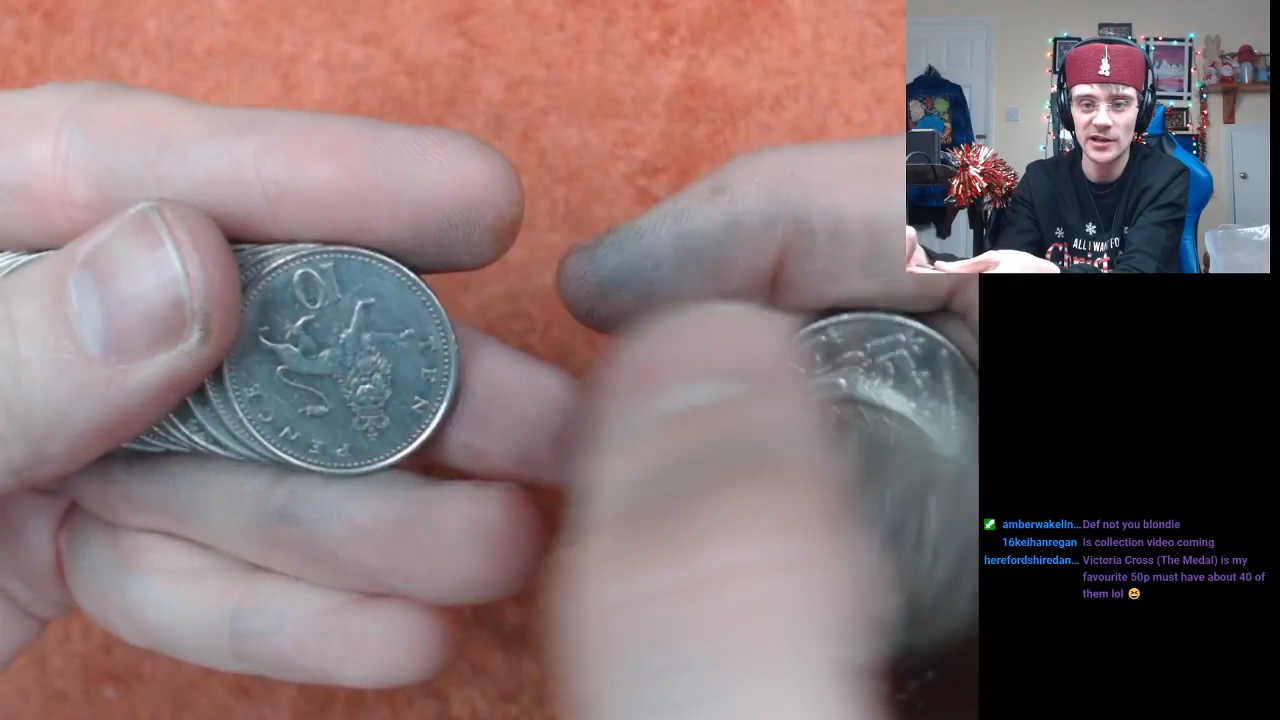 10
TEN
PENCE
ALL I WANT FO
amberwakelin... Def not you blondie
16keihanregan Is collection video coming
herefordshiredan... Victoria Cross (The Medal) is my
favourite 50p must have about 40 of
them lol 😆